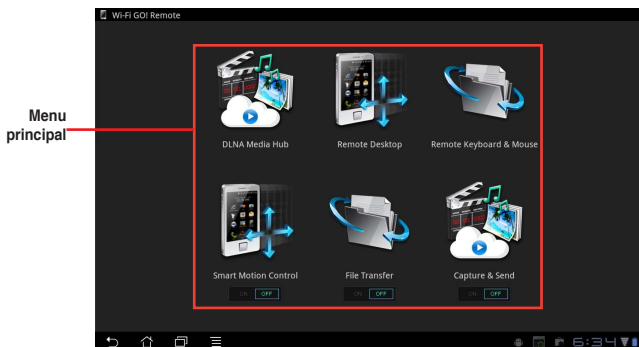 Wi-Fi GO! Remote
Menu
principal
DLNA Media Hub
Remote Desktop
Remote Keyboard & Mouse
Smart Motion Control
File Transfer
Capture & Send
ON OFF
ON OFF
ON OFF
6:34